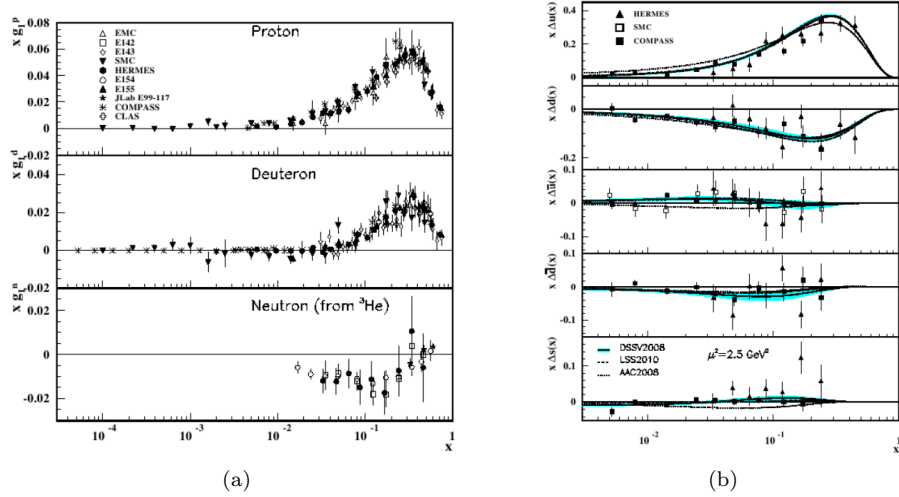 x g₁ᵖ
0.08
0.06
0.04
0.02
0
-0.02
Proton
EMC
E142
E143
SMC
HERMES
E154
E155
JLab E99-117
COMPASS
CLAS
x g₁ᵈ
0.04
0.02
0
-0.02
Deuteron
x g₁ⁿ
0.02
0
-0.02
Neutron (from ³He)
10⁻⁴
10⁻³
10⁻²
10⁻¹
1
x
(a)
x Δu(x)
0.4
0.2
0
HERMES
SMC
COMPASS
x Δd(x)
0
-0.2
x Δū(x)
0.1
0
-0.1
x Δd̄(x)
0.1
0
-0.1
x Δs(x)
0.1
0
DSSV2008
LSS2010
AAC2008
μ²=2.5 GeV²
10⁻²
10⁻¹
1
x
(b)